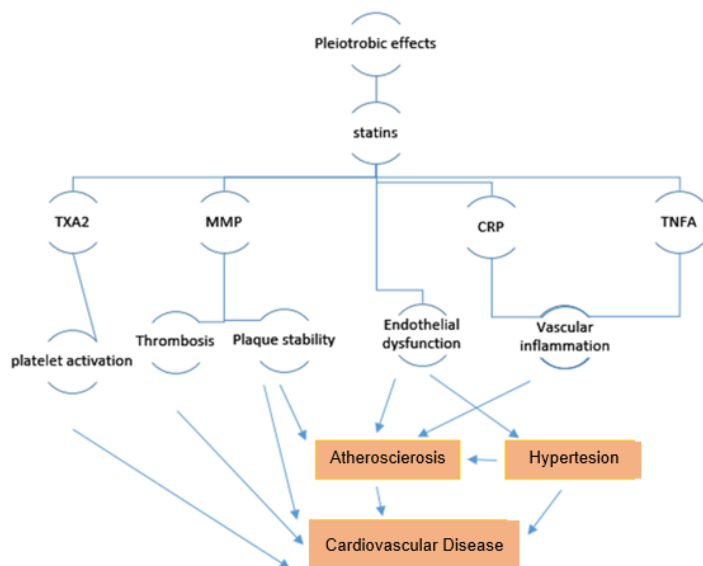 Pleiotrobic effects
statins
TXA2
MMP
CRP
TNFA
platelet activation
Thrombosis
Plaque stability
Endothelial
dysfunction
Vascular
inflammation
Atheroscierosis
Hypertesion
Cardiovascular Disease